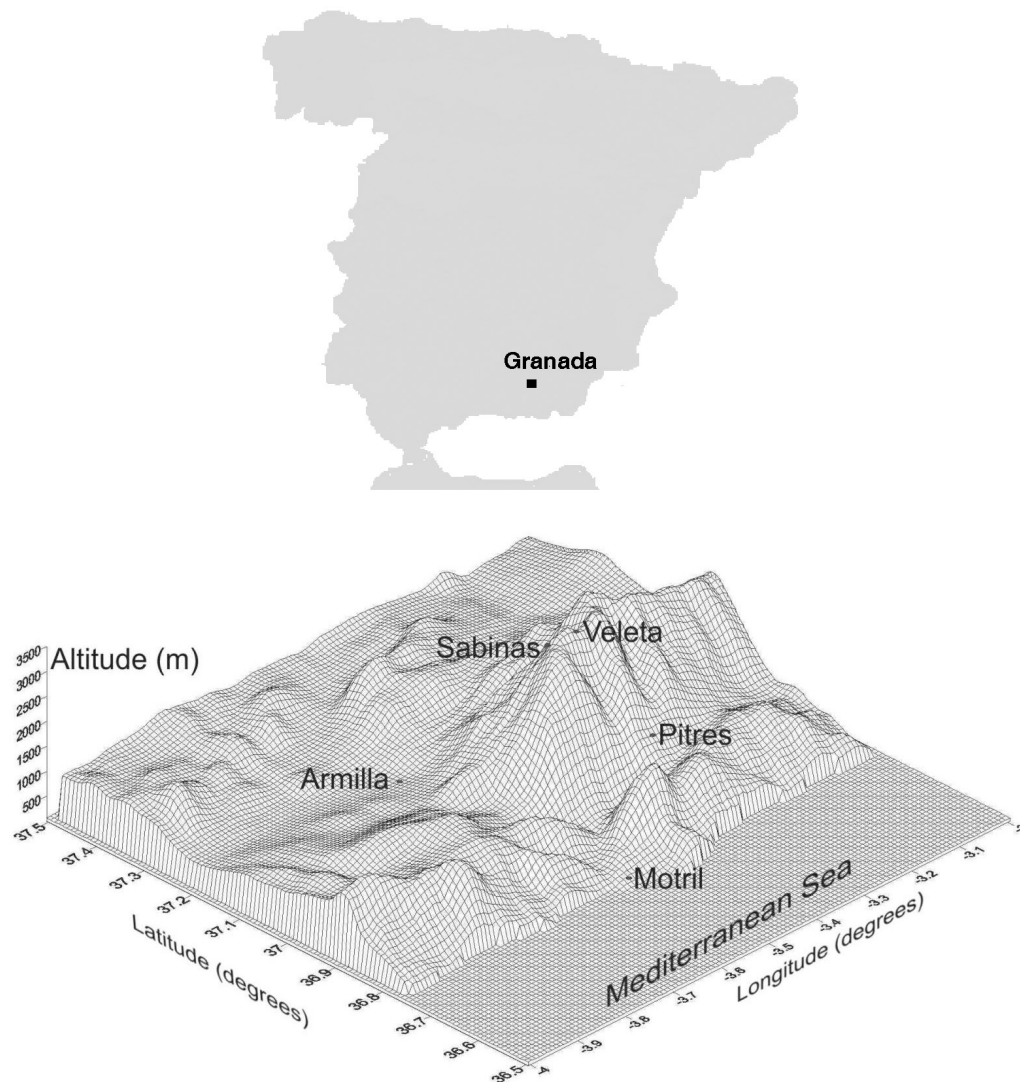 Granada
Altitude (m)
3500
3000
2500
2000
1500
1000
500
Sabinas
Veleta
Pitres
Armilla
Motril
Mediterranean Sea
37.5
37.4
37.3
37.2
37.1
37
36.9
36.8
36.7
36.6
36.5
Latitude (degrees)
-4
-3.9
-3.8
-3.7
-3.6
-3.5
-3.4
-3.3
-3.2
-3.1
Longitude (degrees)